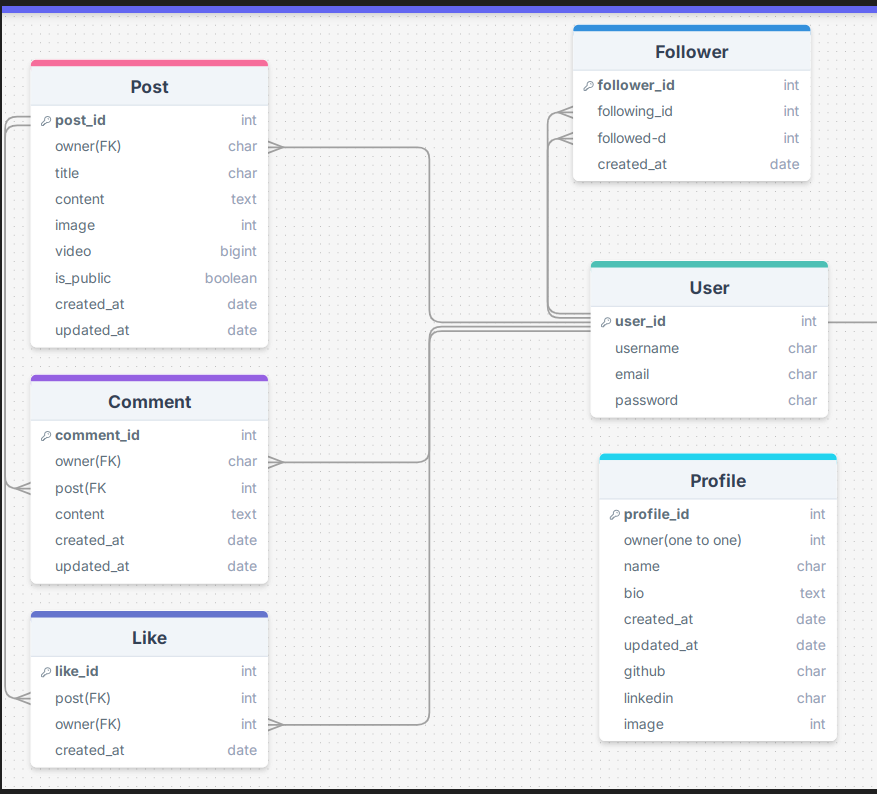 Post
post_id int
owner(FK) char
title char
content text
image int
video bigint
is_public boolean
created_at date
updated_at date
Comment
comment_id int
owner(FK) char
post(FK int
content text
created_at date
updated_at date
Like
like_id int
post(FK) int
owner(FK) int
created_at date
Follower
follower_id int
following_id int
followed-d int
created_at date
User
user_id int
username char
email char
password char
Profile
profile_id int
owner(one to one) int
name char
bio text
created_at date
updated_at date
github char
linkedin char
image int